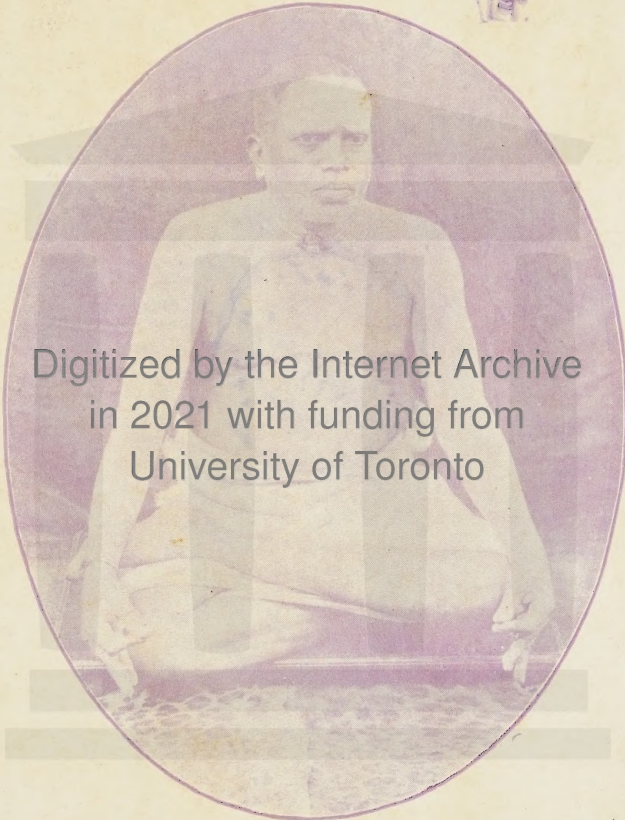 Digitized by the Internet Archive
in 2021 with funding from
University of Toronto